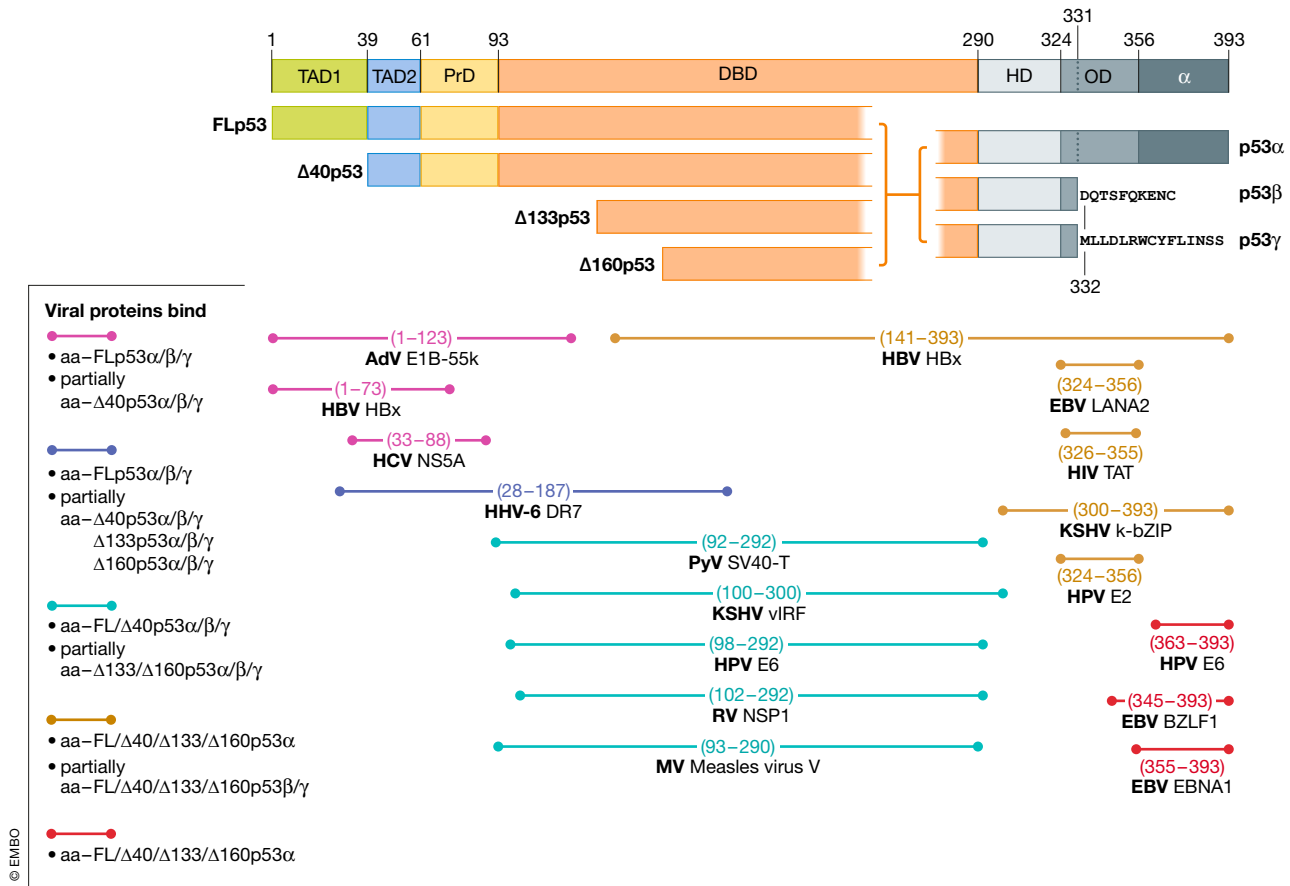 331
1 39 61 93 290 324 356 393
TAD1 TAD2 PrD DBD HD OD α
FLp53
Δ40p53
Δ133p53
Δ160p53
p53α
DQTSFQKENC p53β
MLLDLRWCYFLINSS p53γ
332
Viral proteins bind
• aa–FLp53α/β/γ
• partially
aa–Δ40p53α/β/γ
• aa–FLp53α/β/γ
• partially
aa–Δ40p53α/β/γ
Δ133p53α/β/γ
Δ160p53α/β/γ
• aa–FL/Δ40p53α/β/γ
• partially
aa–Δ133/Δ160p53α/β/γ
• aa–FL/Δ40/Δ133/Δ160p53α
• partially
aa–FL/Δ40/Δ133/Δ160p53β/γ
• aa–FL/Δ40/Δ133/Δ160p53α
(1–123)
AdV E1B-55k
(1–73)
HBV HBx
(33–88)
HCV NS5A
(28–187)
HHV-6 DR7
(92–292)
PyV SV40-T
(100–300)
KSHV vIRF
(98–292)
HPV E6
(102–292)
RV NSP1
(93–290)
MV Measles virus V
(141–393)
HBV HBx
(324–356)
EBV LANA2
(326–355)
HIV TAT
(300–393)
KSHV k-bZIP
(324–356)
HPV E2
(363–393)
HPV E6
(345–393)
EBV BZLF1
(355–393)
EBV EBNA1
© EMBO